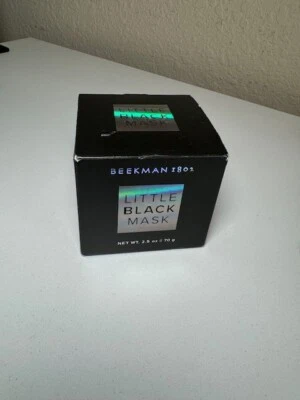 LITTLE
BLACK
MASK
BEEKMAN 1802
LITTLE
BLACK
MASK
NET WT. 2.5 oz | 70 g